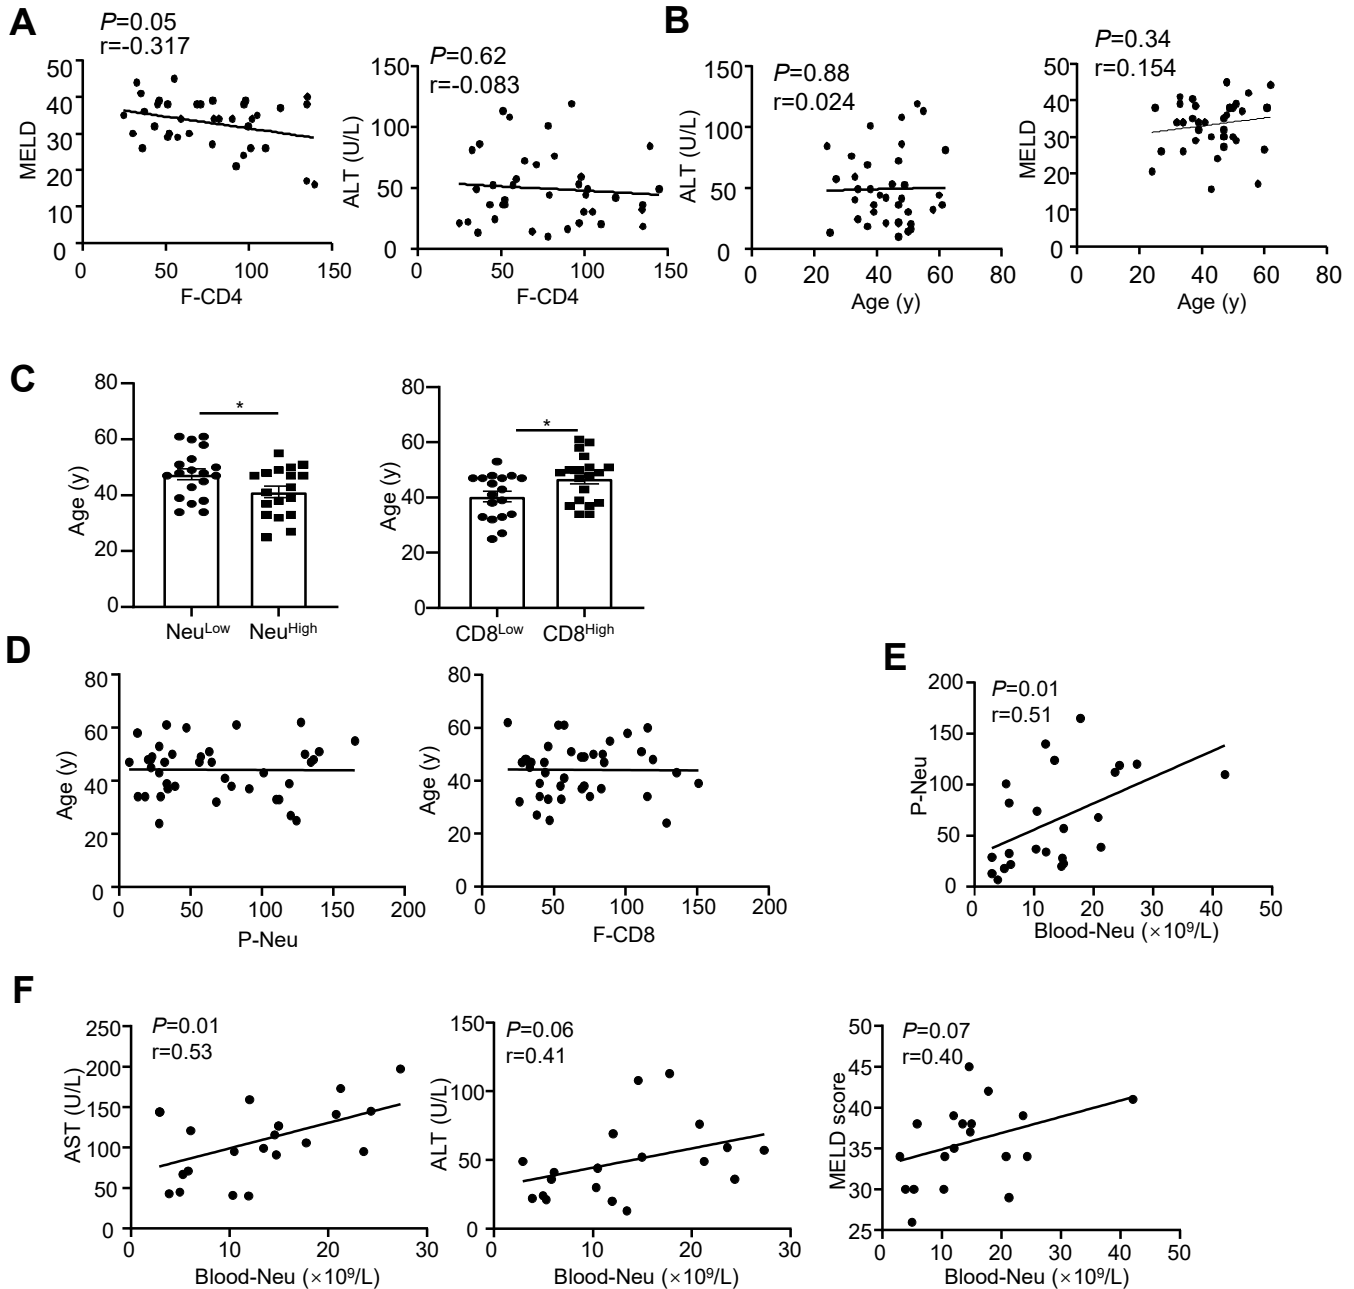 A
P=0.05
r=-0.317
50
40
30
20
10
0
MELD
0
50
100
150
F-CD4
P=0.62
r=-0.083
150
100
50
0
ALT (U/L)
0
50
100
150
F-CD4
B
P=0.88
r=0.024
150
100
50
0
ALT (U/L)
0
20
40
60
80
Age (y)
P=0.34
r=0.154
50
40
30
20
10
0
MELD
0
20
40
60
80
Age (y)
C
80
60
40
20
0
Age (y)
*
Neu^Low
Neu^High
80
60
40
20
0
Age (y)
*
CD8^Low
CD8^High
D
80
60
40
20
0
Age (y)
0
50
100
150
200
P-Neu
80
60
40
20
0
Age (y)
0
50
100
150
200
F-CD8
E
P=0.01
r=0.51
200
150
100
50
0
P-Neu
0
10
20
30
40
50
Blood-Neu (×10⁹/L)
F
P=0.01
r=0.53
250
200
150
100
50
0
AST (U/L)
0
10
20
30
Blood-Neu (×10⁹/L)
P=0.06
r=0.41
150
100
50
0
ALT (U/L)
0
10
20
30
Blood-Neu (×10⁹/L)
P=0.07
r=0.40
50
45
40
35
30
25
MELD score
0
10
20
30
40
50
Blood-Neu (×10⁹/L)